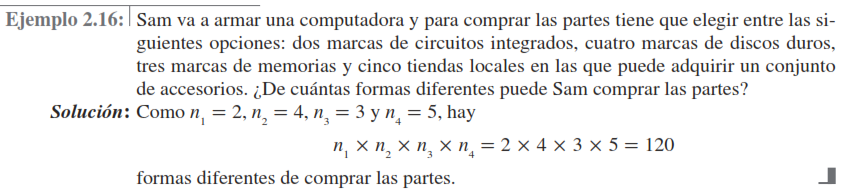 Ejemplo 2.16: Sam va a armar una computadora y para comprar las partes tiene que elegir entre las si-
guientes opciones: dos marcas de circuitos integrados, cuatro marcas de discos duros,
tres marcas de memorias y cinco tiendas locales en las que puede adquirir un conjunto
de accesorios. ¿De cuántas formas diferentes puede Sam comprar las partes?
Solución: Como n₁ = 2, n₂ = 4, n₃ = 3 y n₄ = 5, hay
n₁ × n₂ × n₃ × n₄ = 2 × 4 × 3 × 5 = 120
formas diferentes de comprar las partes.